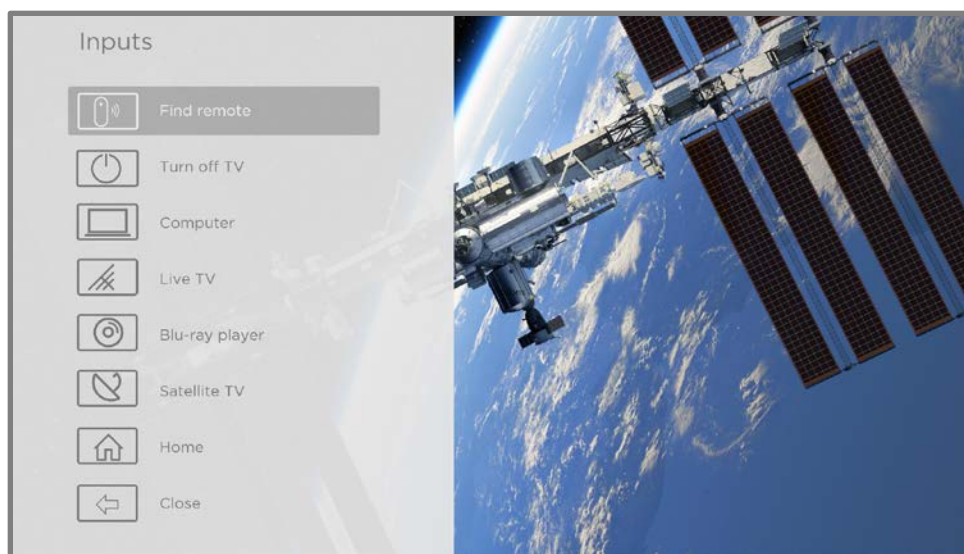 Inputs
Find remote
Turn off TV
Computer
Live TV
Blu-ray player
Satellite TV
Home
Close